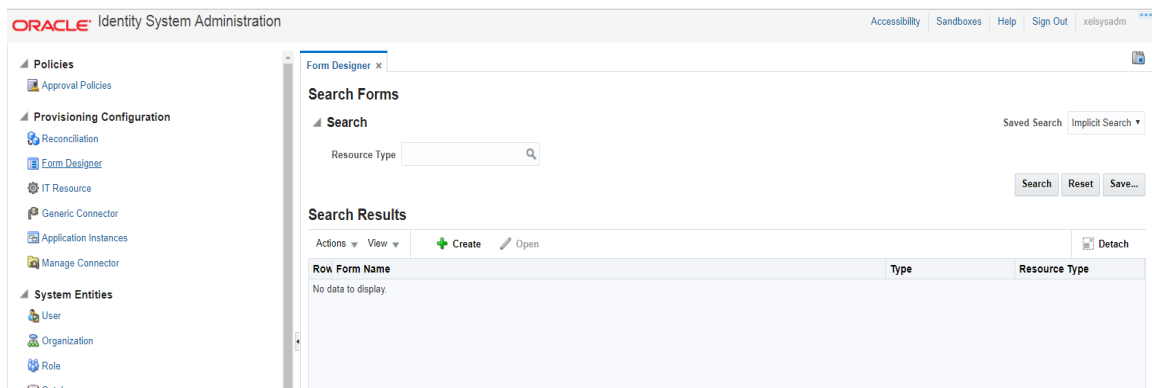 ORACLE Identity System Administration
Accessibility Sandboxes Help Sign Out xelsysadm
Policies
Approval Policies
Provisioning Configuration
Reconciliation
Form Designer
IT Resource
Generic Connector
Application Instances
Manage Connector
System Entities
User
Organization
Role
Form Designer ×
Search Forms
Search
Saved Search Implicit Search
Resource Type
Search Reset Save...
Search Results
Actions View Create Open Detach
Row Form Name Type Resource Type
No data to display.